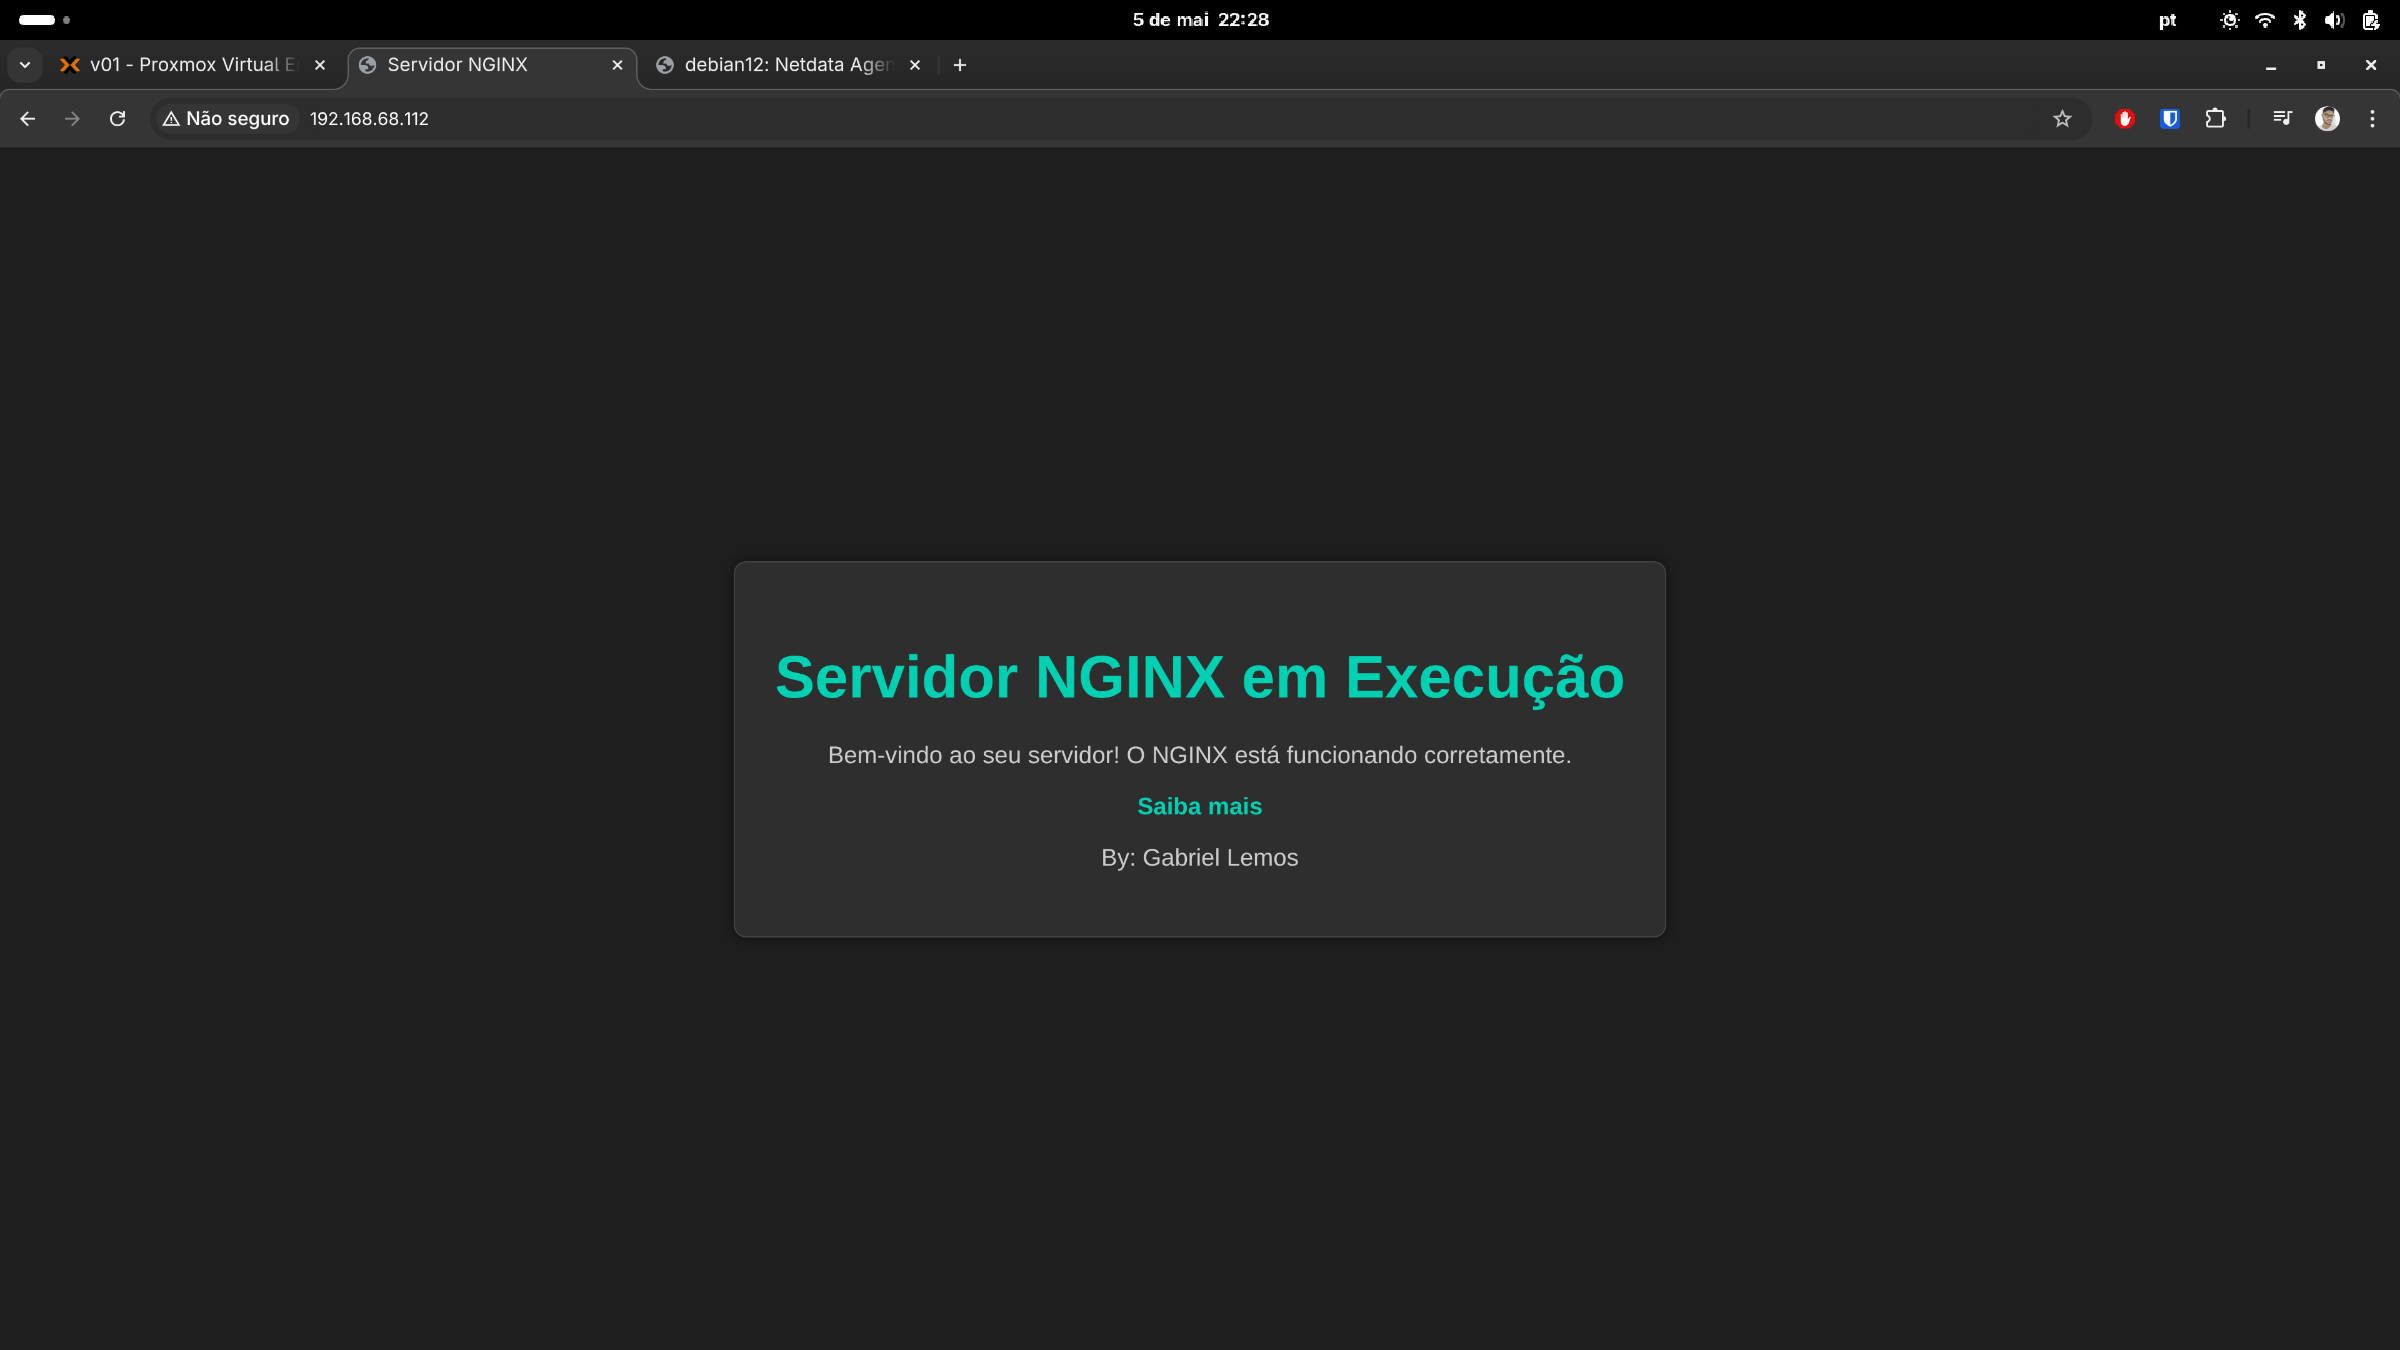 5 de mai 22:28
pt
v01 - Proxmox Virtual
Servidor NGINX
debian12: Netdata
Não seguro
192.168.68.112
Servidor NGINX em Execução
Bem-vindo ao seu servidor! O NGINX está funcionando corretamente.
Saiba mais
By: Gabriel Lemos